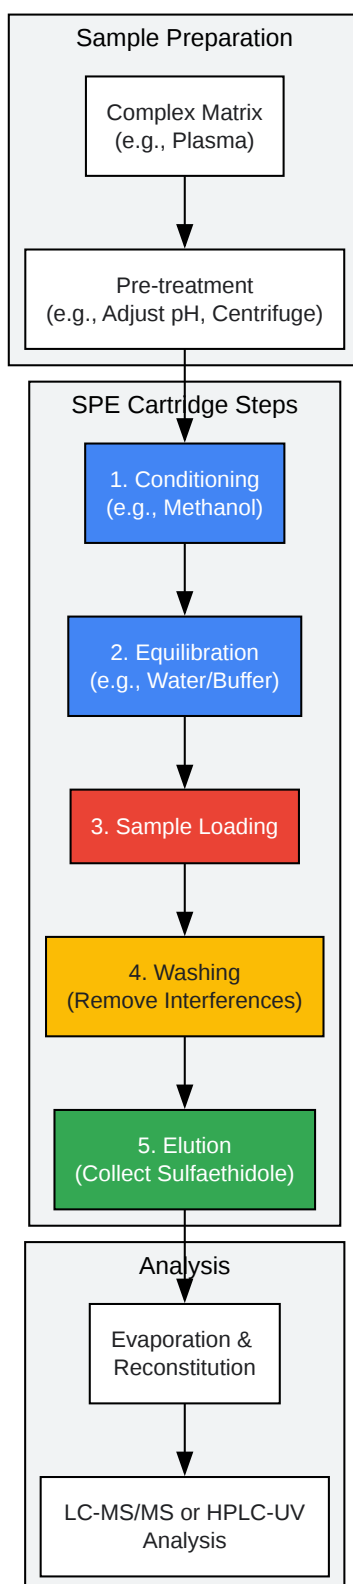 Sample Preparation
Complex Matrix
(e.g., Plasma)
Pre-treatment
(e.g., Adjust pH, Centrifuge)
SPE Cartridge Steps
1. Conditioning
(e.g., Methanol)
2. Equilibration
(e.g., Water/Buffer)
3. Sample Loading
4. Washing
(Remove Interferences)
5. Elution
(Collect Sulfaethidole)
Analysis
Evaporation &
Reconstitution
LC-MS/MS or HPLC-UV
Analysis